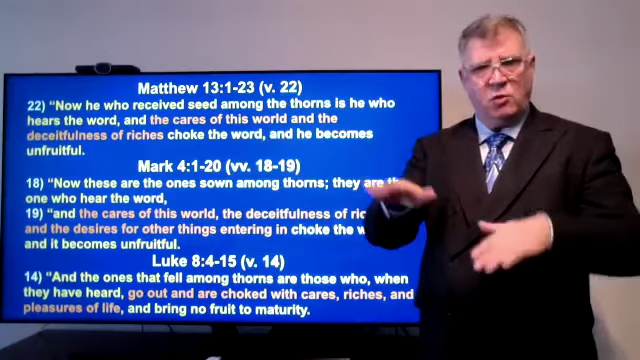 Matthew 13:1-23 (v. 22)
22) “Now he who received seed among the thorns is he who
hears the word, and the cares of this world and the
deceitfulness of riches choke the word, and he becomes
unfruitful.
Mark 4:1-20 (vv. 18-19)
18) “Now these are the ones sown among thorns; they are
one who hear the word,
19) “and the cares of this world, the deceitfulness of
and the desires for other things entering in choke the
and it becomes unfruitful.
Luke 8:4-15 (v. 14)
14) “And the ones that fell among thorns are those who, when
they have heard, go out and are choked with cares, riches, and
pleasures of life, and bring no fruit to maturity.